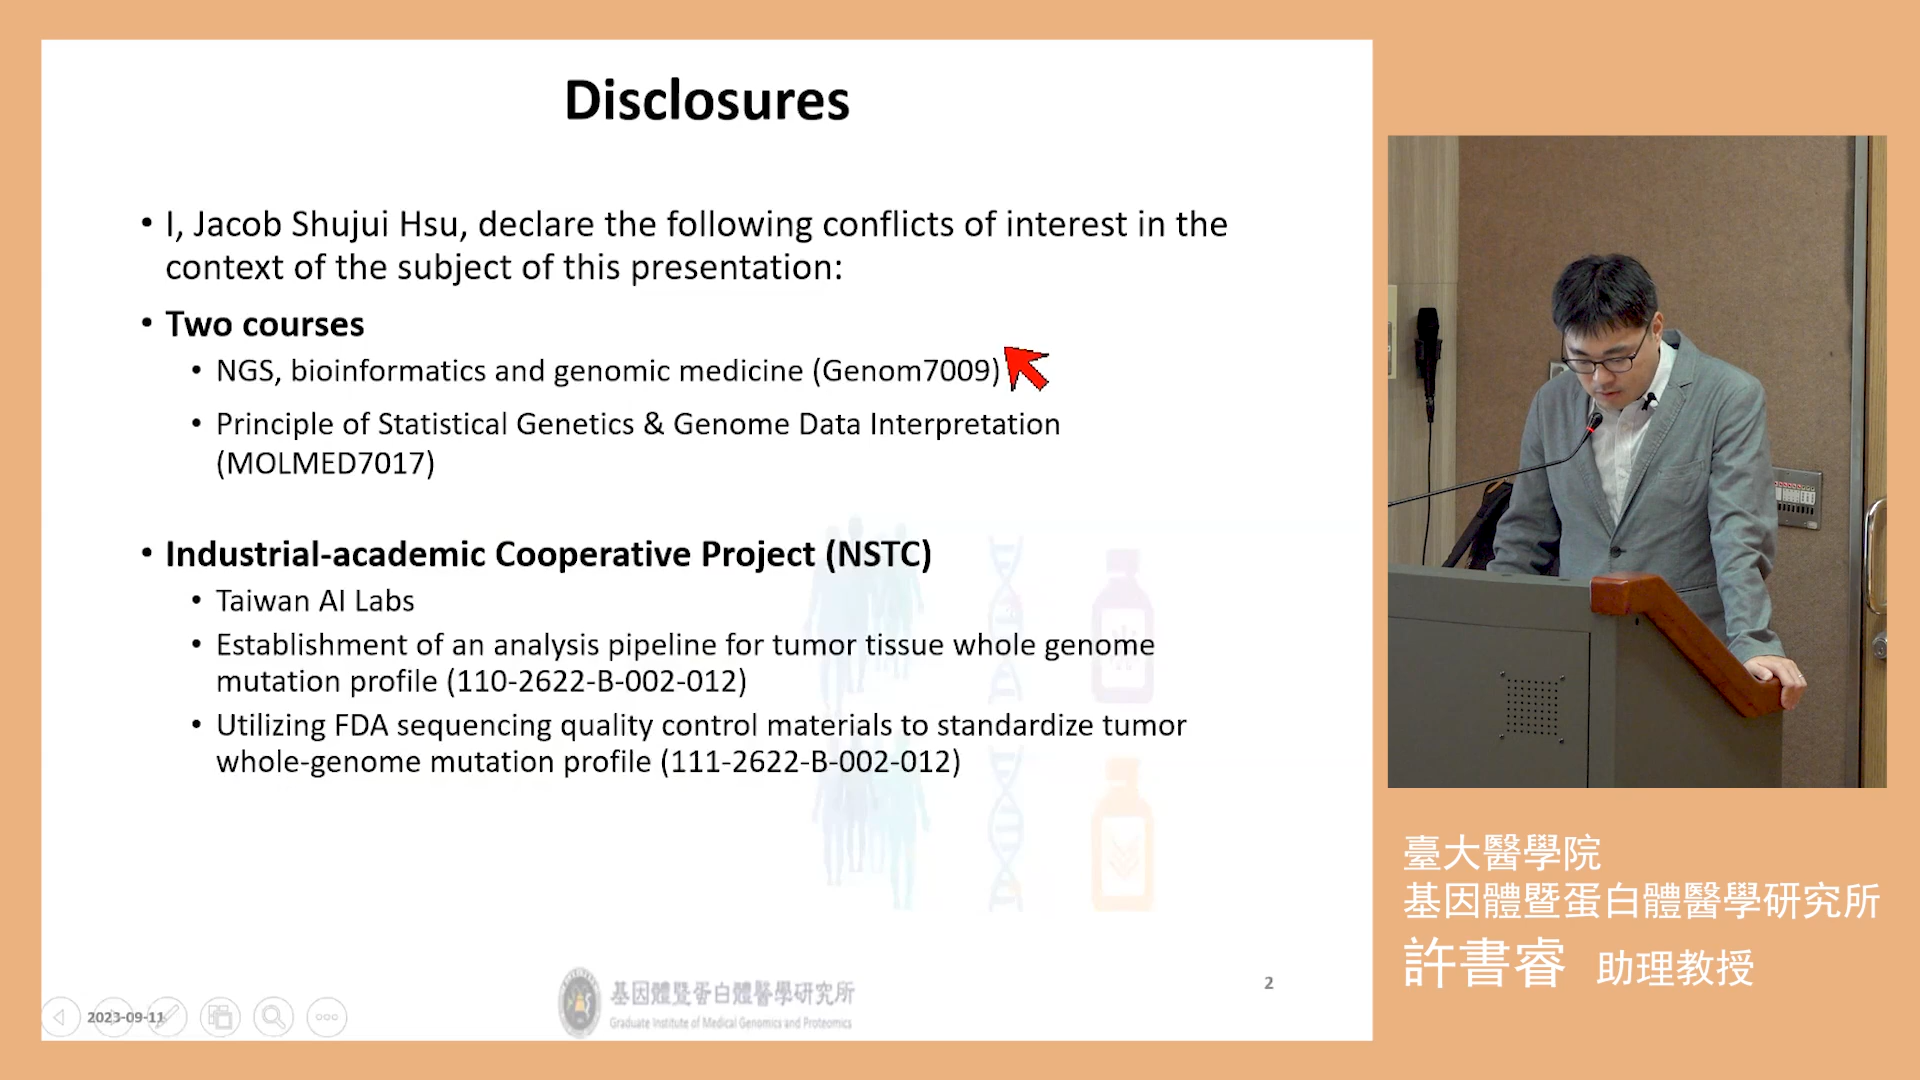 Disclosures
• I, Jacob Shujui Hsu, declare the following conflicts of interest in the
context of the subject of this presentation:
• Two courses
• NGS, bioinformatics and genomic medicine (Genom7009)
• Principle of Statistical Genetics & Genome Data Interpretation
(MOLMED7017)
• Industrial-academic Cooperative Project (NSTC)
• Taiwan AI Labs
• Establishment of an analysis pipeline for tumor tissue whole genome
mutation profile (110-2622-B-002-012)
• Utilizing FDA sequencing quality control materials to standardize tumor
whole-genome mutation profile (111-2622-B-002-012)
2023-09-11
基因體暨蛋白體醫學研究所
Graduate Institute of Medical Genomics and Proteomics
2
臺大醫學院
基因體暨蛋白體醫學研究所
許書睿 助理教授